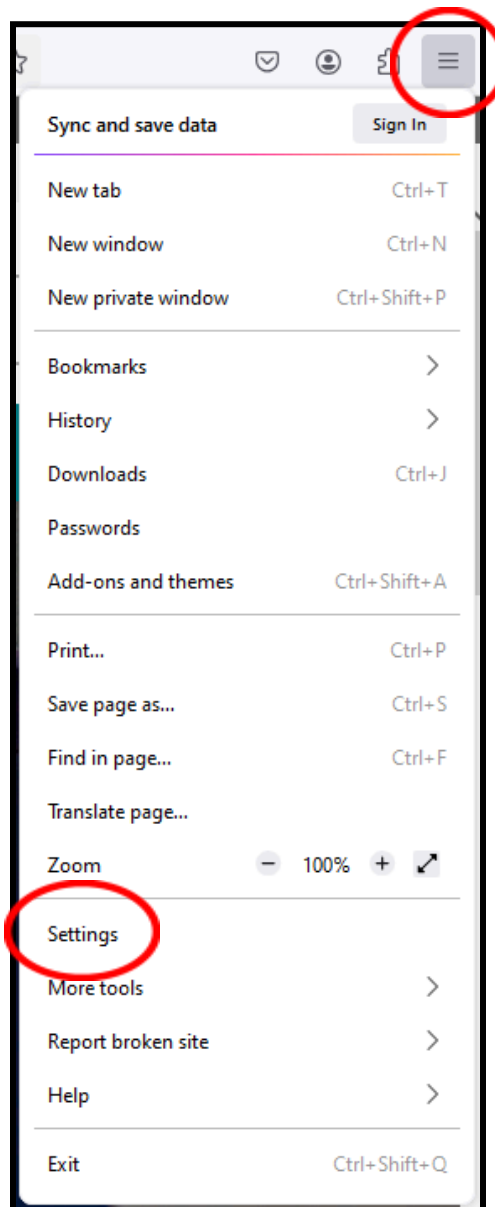 Sync and save data Sign In
New tab Ctrl+T
New window Ctrl+N
New private window Ctrl+Shift+P
Bookmarks
History
Downloads Ctrl+J
Passwords
Add-ons and themes Ctrl+Shift+A
Print... Ctrl+P
Save page as... Ctrl+S
Find in page... Ctrl+F
Translate page...
Zoom − 100% +
Settings
More tools
Report broken site
Help
Exit Ctrl+Shift+Q